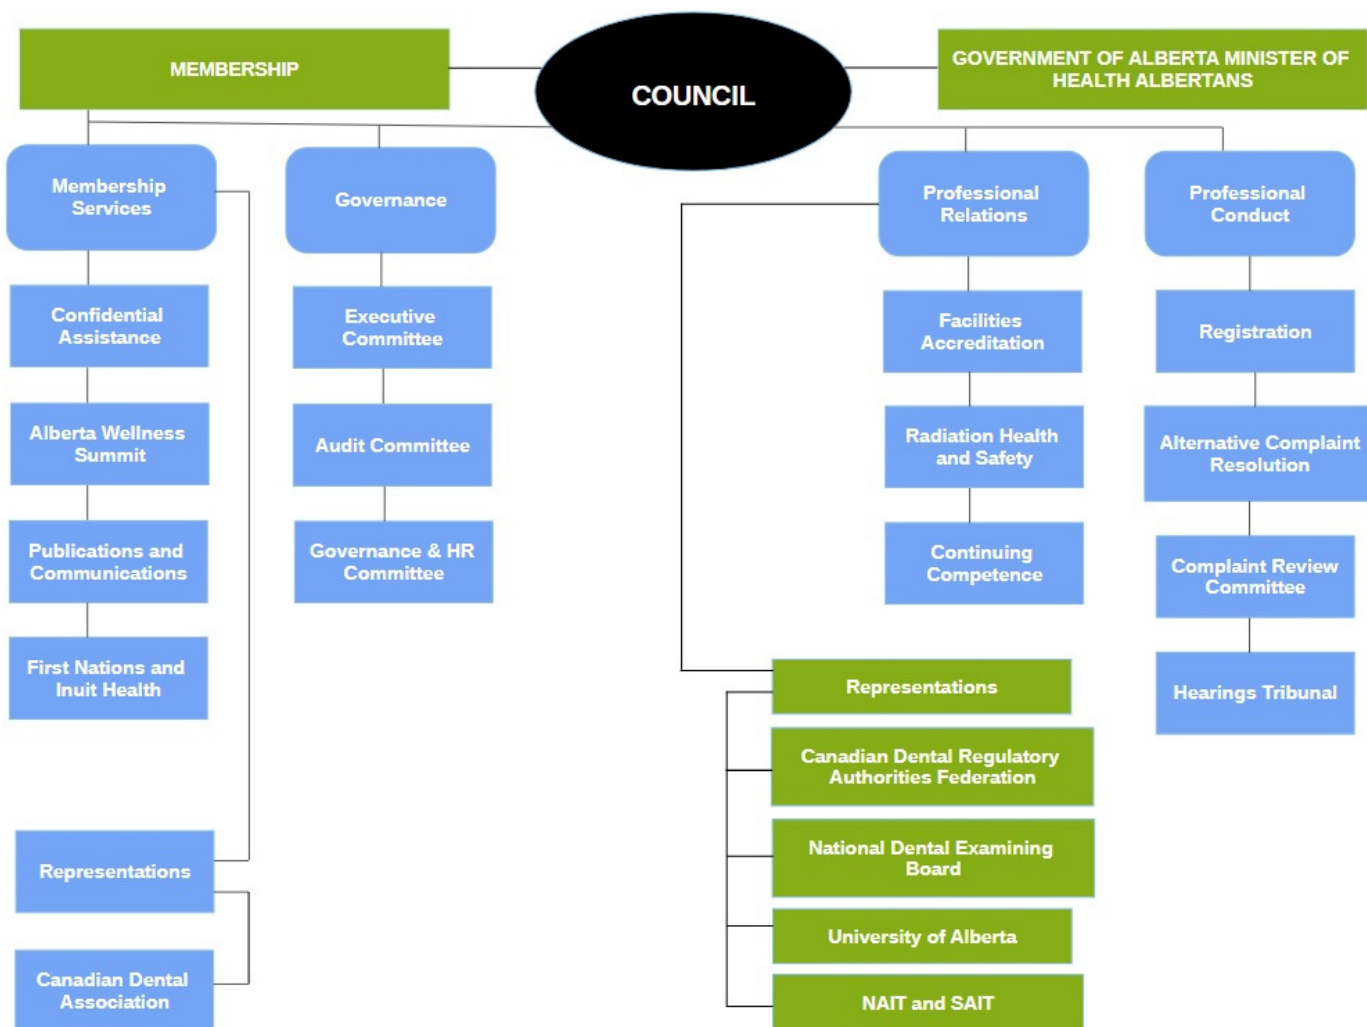 MEMBERSHIP
COUNCIL
GOVERNMENT OF ALBERTA MINISTER OF
HEALTH ALBERTANS
Membership
Services
Governance
Professional
Relations
Professional
Conduct
Confidential
Assistance
Executive
Committee
Facilities
Accreditation
Registration
Alberta Wellness
Summit
Audit Committee
Radiation Health
and Safety
Alternative Complaint
Resolution
Publications and
Communications
Governance & HR
Committee
Continuing
Competence
Complaint Review
Committee
First Nations and
Inuit Health
Representations
Hearings Tribunal
Canadian Dental Regulatory
Authorities Federation
National Dental Examining
Board
Representations
University of Alberta
Canadian Dental
Association
NAIT and SAIT